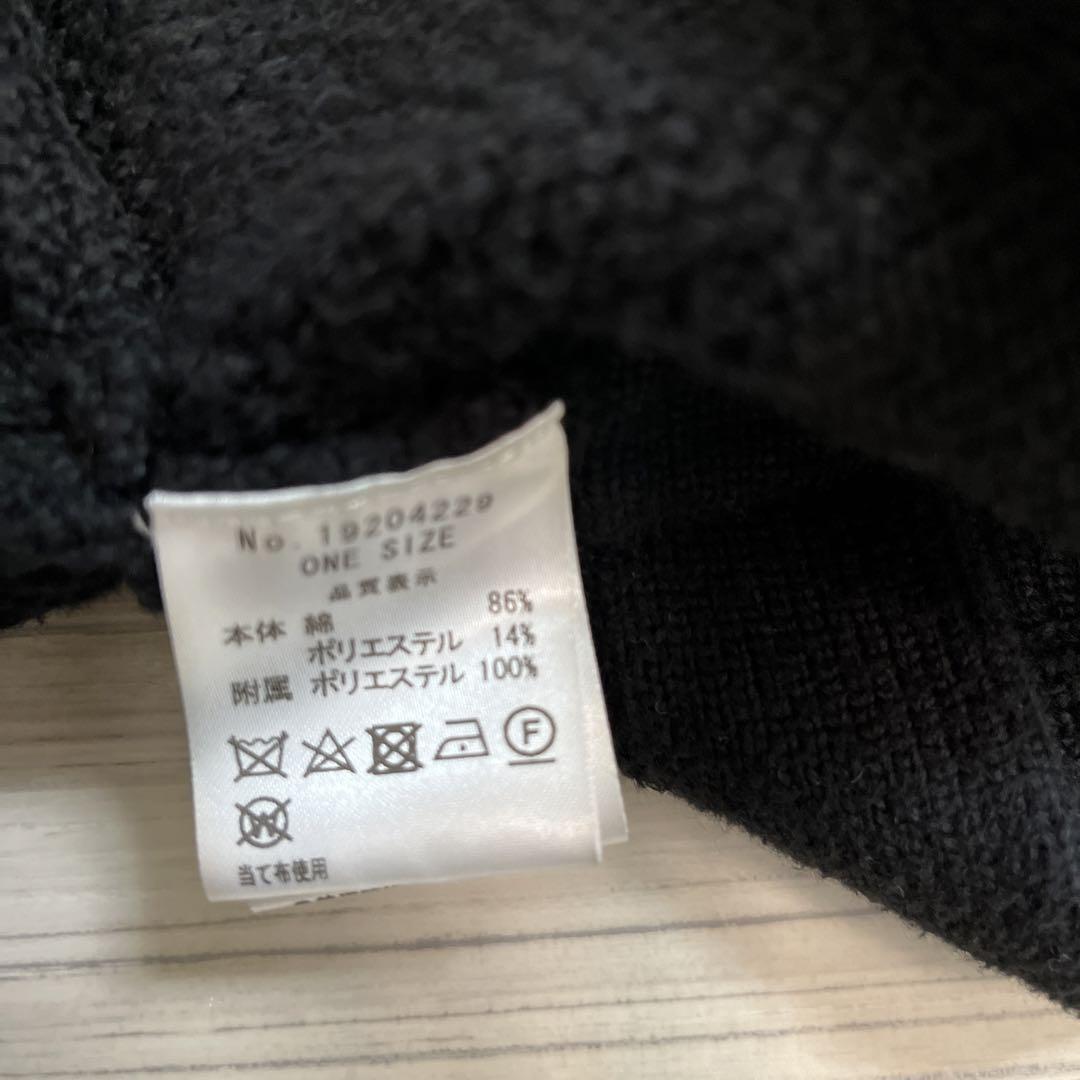 No. 19204229
ONE SIZE
品質表示
本体 綿 86%
ポリエステル 14%
附属 ポリエステル 100%
F
W
当て布使用